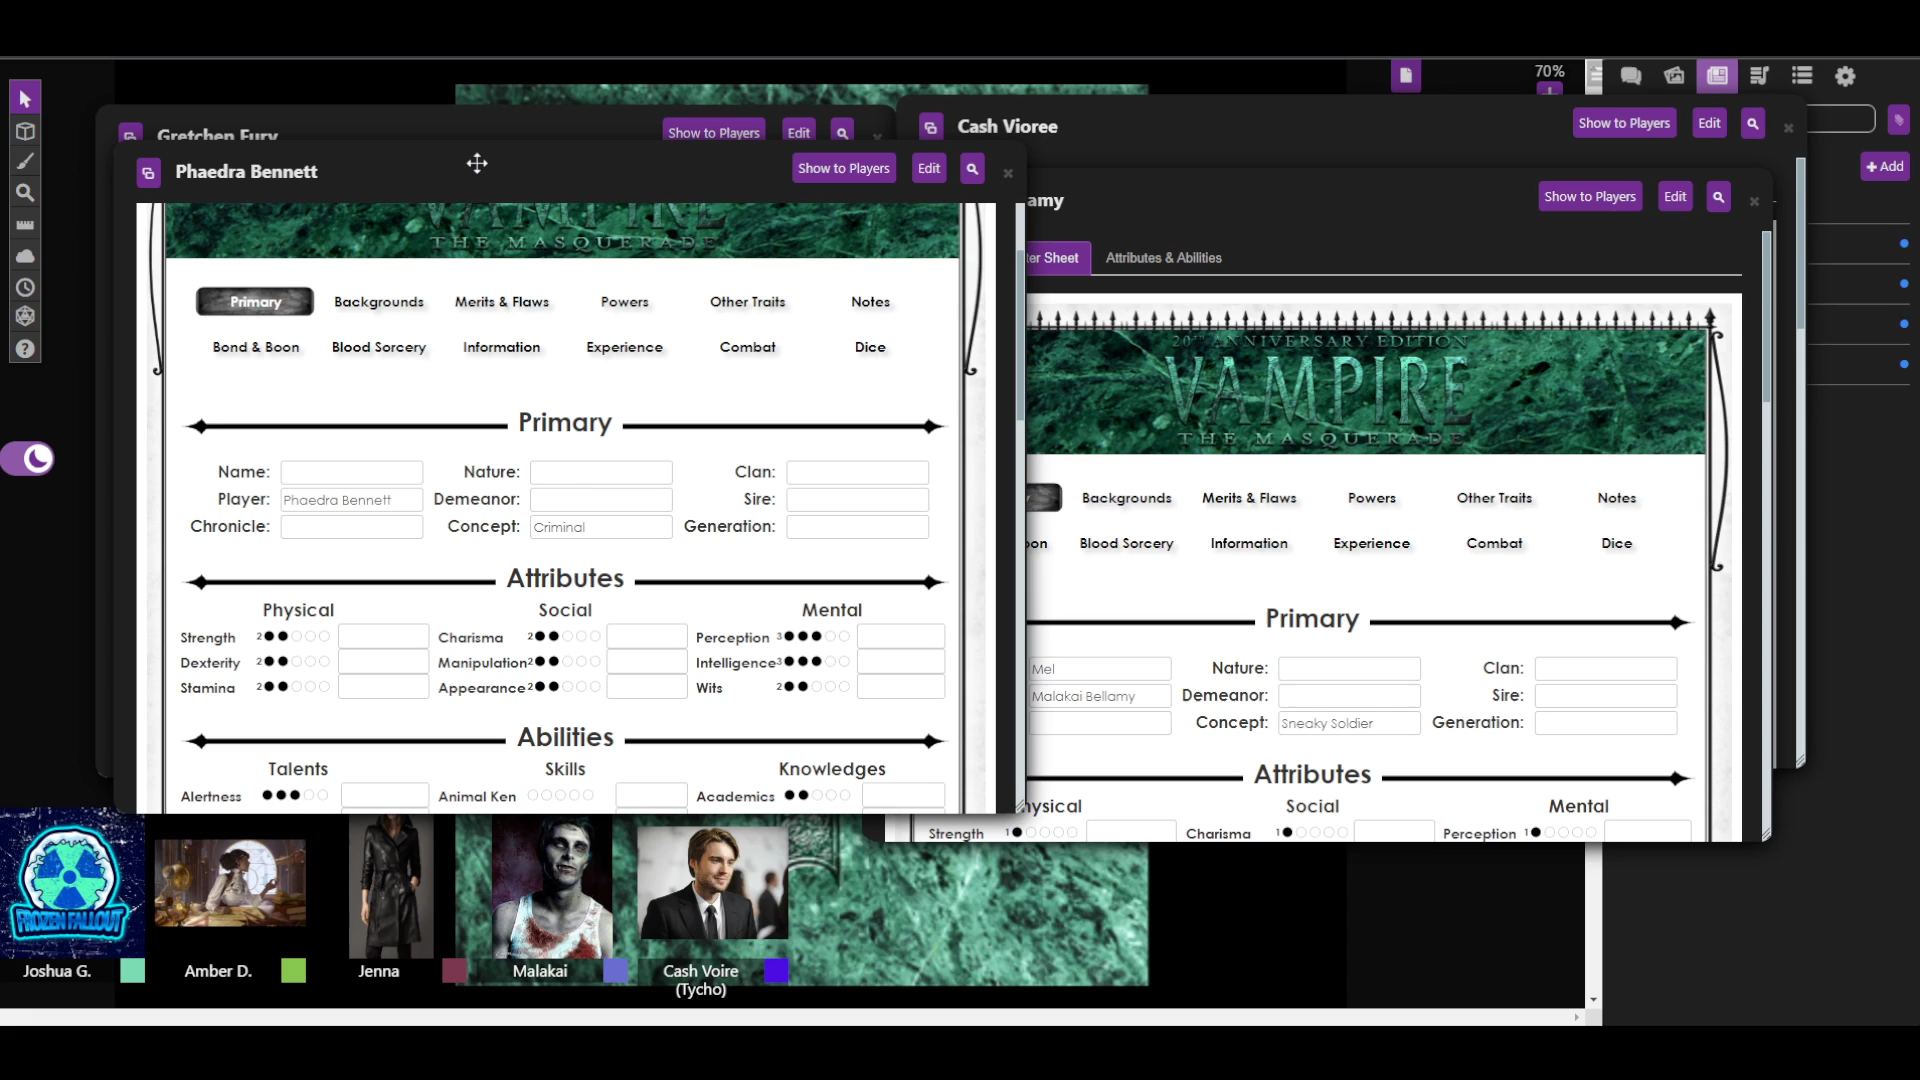 70%
+ Add
Gretchen Fury
Show to Players
Edit
Cash Vioree
Show to Players
Edit
Phaedra Bennett
Show to Players
Edit
VAMPIRE
THE MASQUERADE
Primary Backgrounds Merits & Flaws Powers Other Traits Notes
Bond & Boon Blood Sorcery Information Experience Combat Dice
Primary
Name: Nature: Clan:
Player: Phaedra Bennett Demeanor: Sire:
Chronicle: Concept: Criminal Generation:
Attributes
Physical Social Mental
Strength 2 Charisma 2 Perception 3
Dexterity 2 Manipulation 2 Intelligence 3
Stamina 2 Appearance 2 Wits 2
Abilities
Talents Skills Knowledges
Alertness Animal Ken Academics
amy
Show to Players
Edit
ter Sheet
Attributes & Abilities
20TH ANNIVERSARY EDITION
VAMPIRE
THE MASQUERADE
Backgrounds Merits & Flaws Powers Other Traits Notes
oon Blood Sorcery Information Experience Combat Dice
Primary
Mel Nature: Clan:
Malakai Bellamy Demeanor: Sire:
Concept: Sneaky Soldier Generation:
Attributes
hysical Social Mental
Strength 1 Charisma 1 Perception 1
FROZEN FALLOUT
Joshua G.
Amber D.
Jenna
Malakai
Cash Voire
(Tycho)